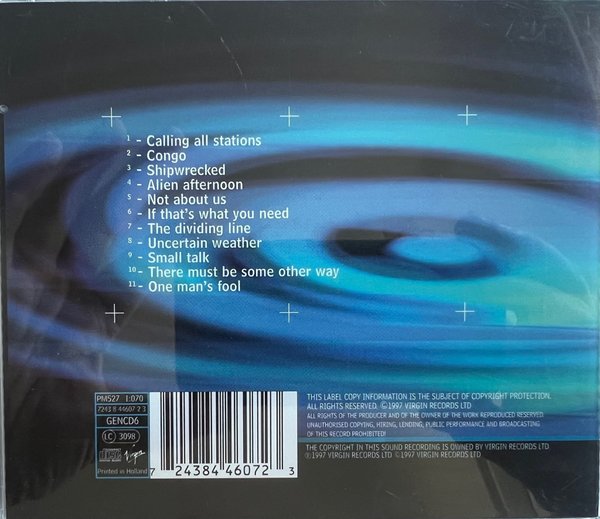 1 - Calling all stations
2 - Congo
3 - Shipwrecked
4 - Alien afternoon
5 - Not about us
6 - If that's what you need
7 - The dividing line
8 - Uncertain weather
9 - Small talk
10 - There must be some other way
11 - One man's fool
PM527 1:070
7243 8 44607 2 3
GENCD6
LC 3098
Virgin
Printed in Holland
7 24384 46072 3
THIS LABEL COPY INFORMATION IS THE SUBJECT OF COPYRIGHT PROTECTION.
ALL RIGHTS RESERVED. ©1997 VIRGIN RECORDS LTD
ALL RIGHTS OF THE PRODUCER AND OF THE OWNER OF THE WORK REPRODUCED RESERVED.
UNAUTHORISED COPYING, HIRING, LENDING, PUBLIC PERFORMANCE AND BROADCASTING
OF THIS RECORD PROHIBITED!
THE COPYRIGHT IN THIS SOUND RECORDING IS OWNED BY VIRGIN RECORDS LTD.
℗1997 VIRGIN RECORDS LTD ©1997 VIRGIN RECORDS LTD